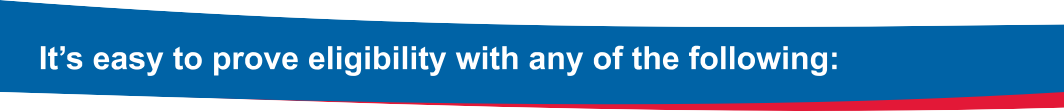 It’s easy to prove eligibility with any of the following: